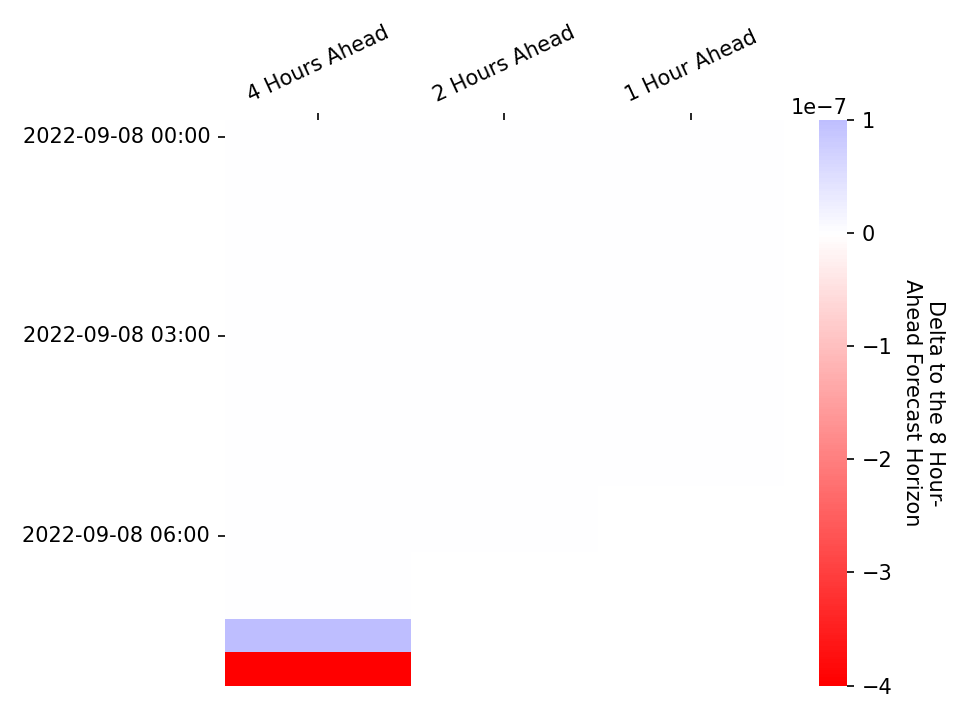 4 Hours Ahead
2 Hours Ahead
1 Hour Ahead
1e−7
2022-09-08 00:00
2022-09-08 03:00
2022-09-08 06:00
1
0
−1
−2
−3
−4
Delta to the 8 Hour-
Ahead Forecast Horizon